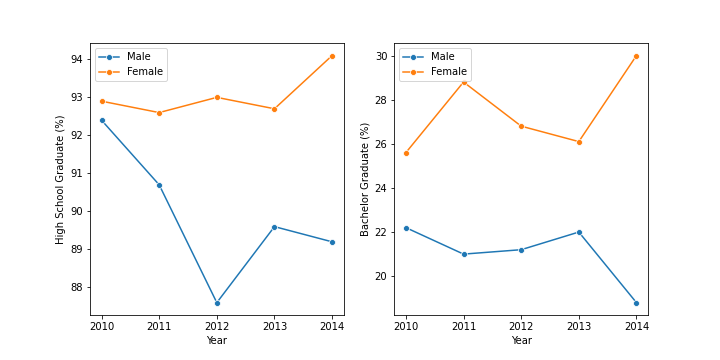 Male
Female
94
93
92
91
90
89
88
High School Graduate (%)
2010 2011 2012 2013 2014
Year
Male
Female
30
28
26
24
22
20
Bachelor Graduate (%)
2010 2011 2012 2013 2014
Year